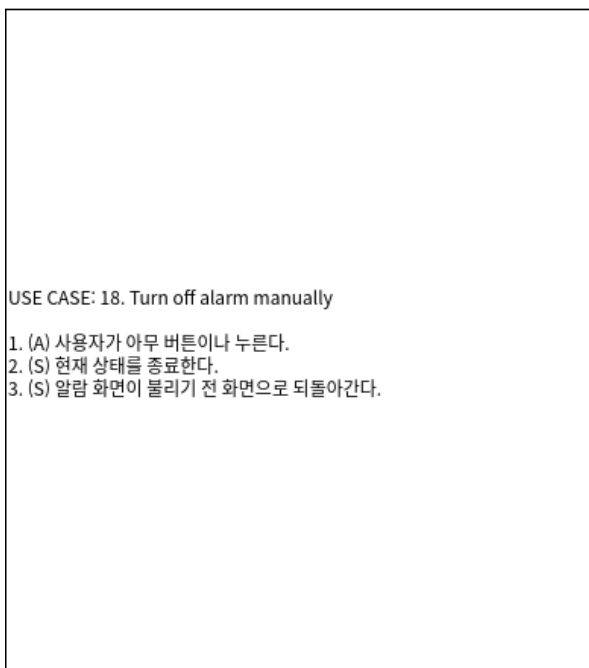 USE CASE: 18. Turn off alarm manually
1. (A) 사용자가 아무 버튼이나 누른다.
2. (S) 현재 상태를 종료한다.
3. (S) 알람 화면이 불리기 전 화면으로 되돌아간다.